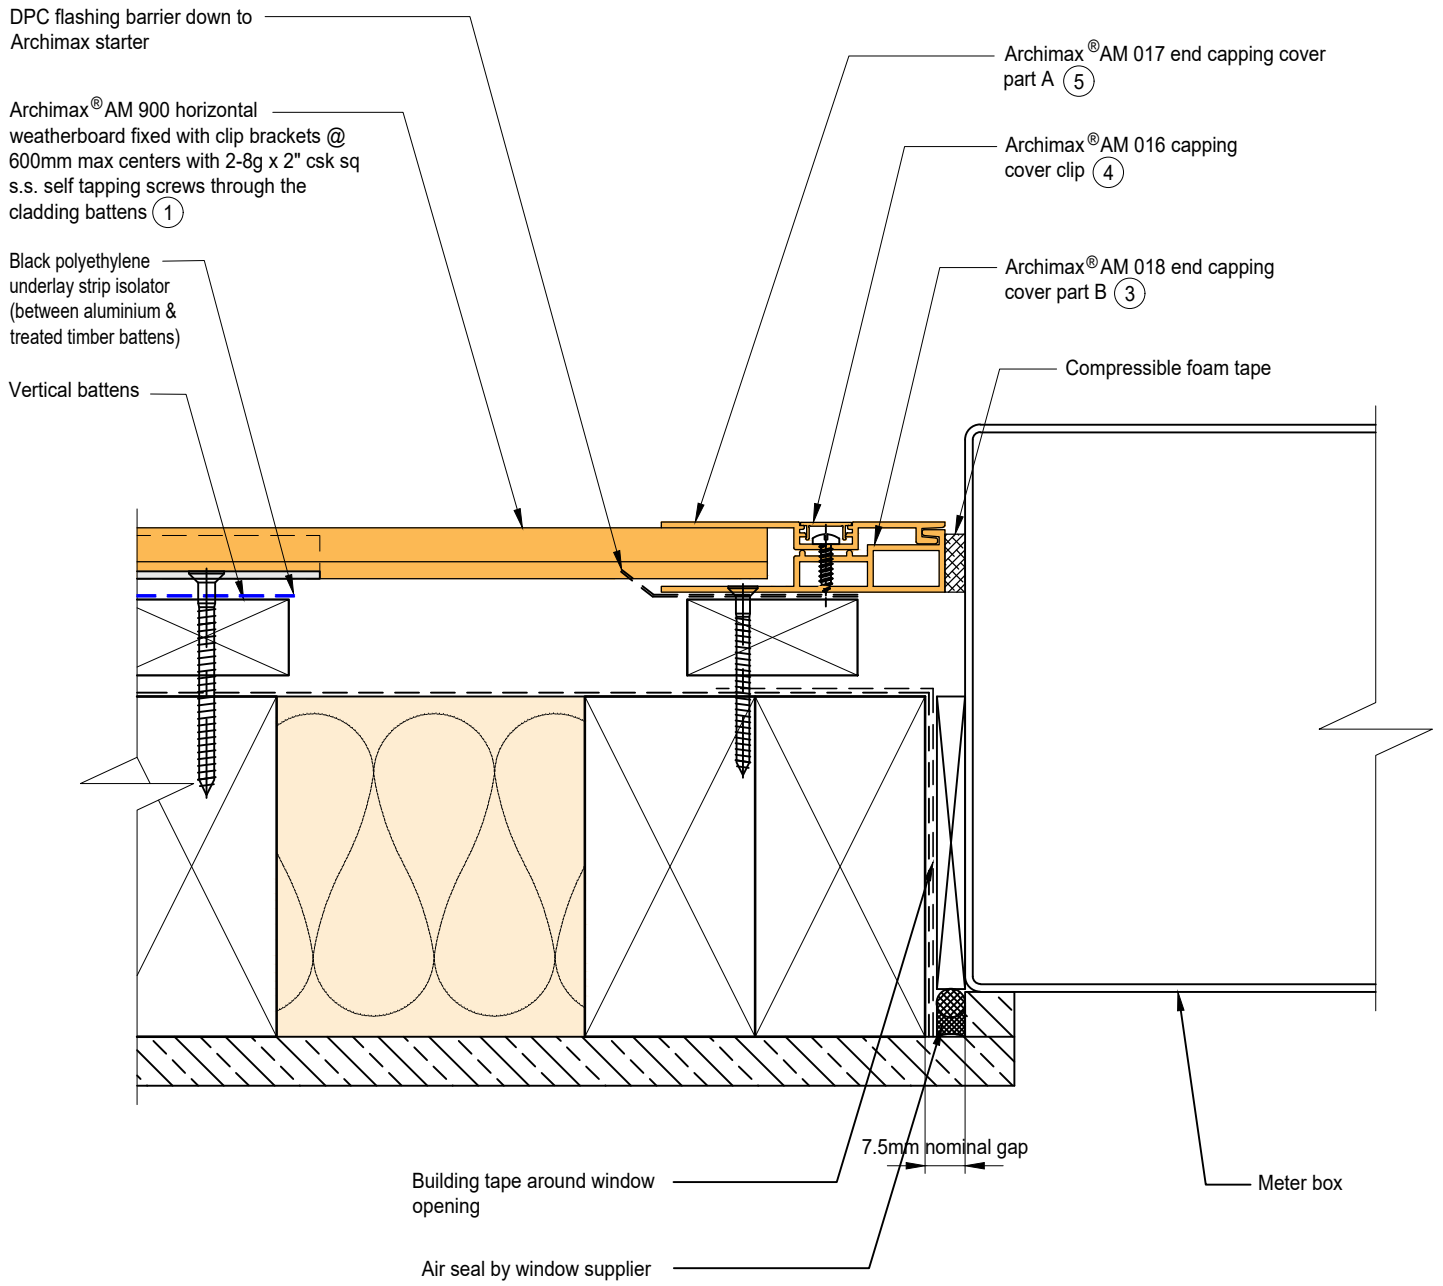 DPC flashing barrier down to
Archimax starter
Archimax® AM 900 horizontal
weatherboard fixed with clip brackets @
600mm max centers with 2-8g x 2" csk sq
s.s. self tapping screws through the
cladding battens 1
Black polyethylene
underlay strip isolator
(between aluminium &
treated timber battens)
Vertical battens
Archimax® AM 017 end capping cover
part A 5
Archimax® AM 016 capping
cover clip 4
Archimax® AM 018 end capping
cover part B 3
Compressible foam tape
7.5mm nominal gap
Building tape around window
opening
Meter box
Air seal by window supplier